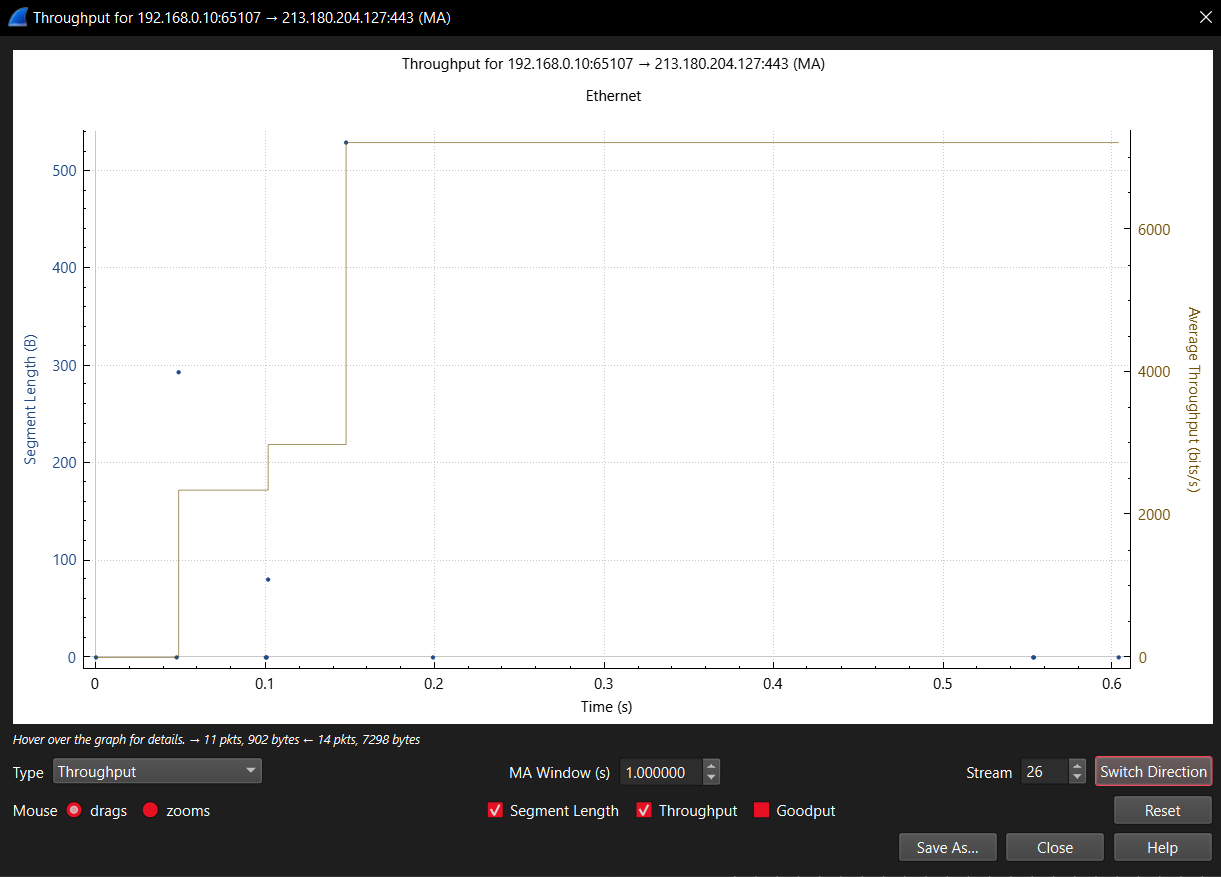 Throughput for 192.168.0.10:65107 → 213.180.204.127:443 (MA)
Throughput for 192.168.0.10:65107 → 213.180.204.127:443 (MA)
Ethernet
500
400
300
200
100
0
Segment Length (B)
6000
4000
2000
0
Average Throughput (bits/s)
0 0.1 0.2 0.3 0.4 0.5 0.6
Time (s)
Hover over the graph for details. → 11 pkts, 902 bytes ← 14 pkts, 7298 bytes
Type Throughput MA Window (s) 1.000000 Stream 26 Switch Direction
Mouse drags zooms Segment Length Throughput Goodput Reset
Save As... Close Help